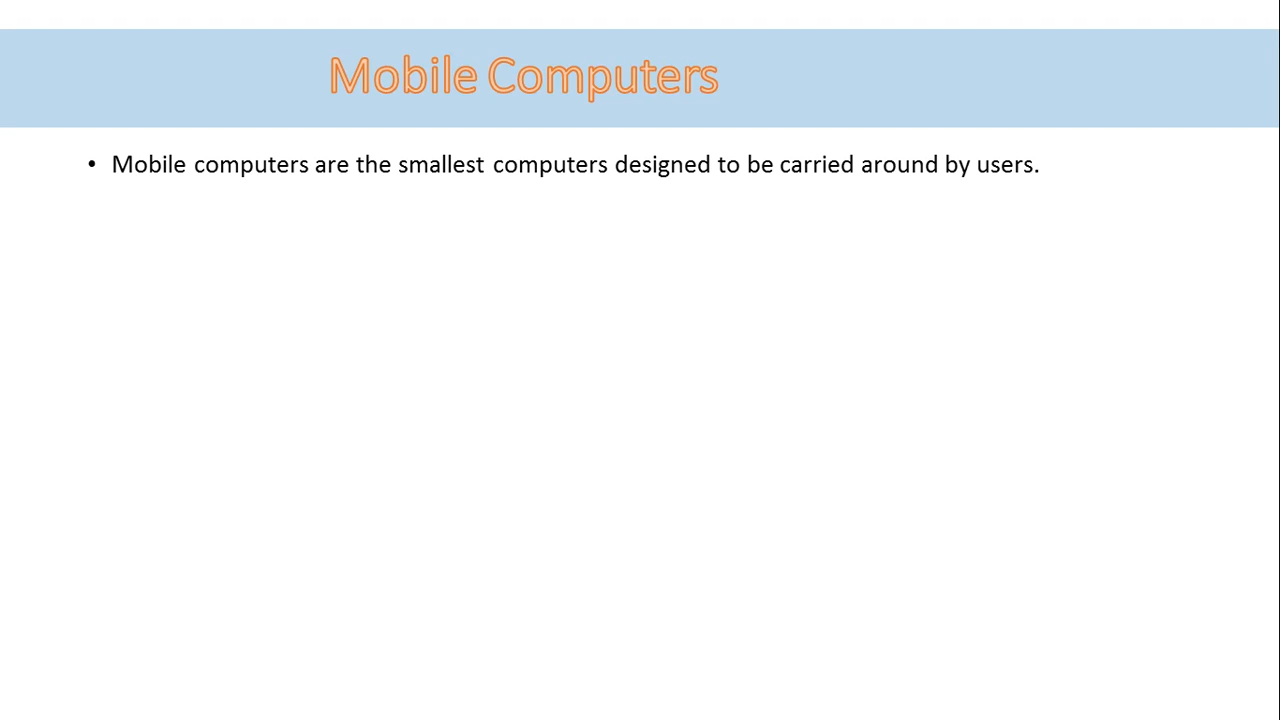 Mobile Computers
• Mobile computers are the smallest computers designed to be carried around by users.